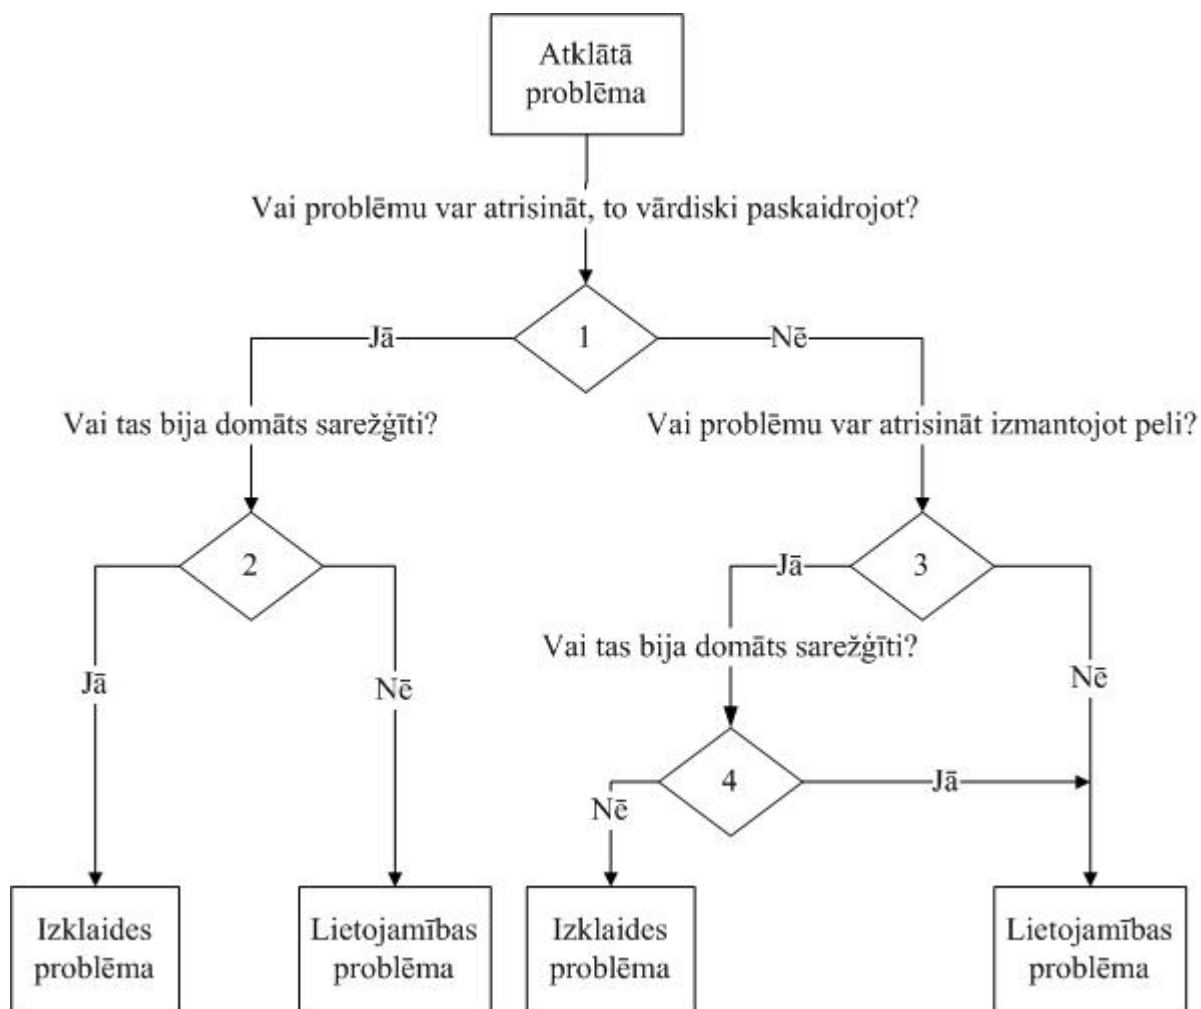 Atklātā
problēma
Vai problēmu var atrisināt, to vārdiski paskaidrojot?
1
Jā
Nē
Vai tas bija domāts sarežģīti?
Vai problēmu var atrisināt izmantojot peli?
2
3
Jā
Vai tas bija domāts sarežģīti?
Jā
Nē
Nē
4
Jā
Nē
Izklaides
problēma
Lietojamības
problēma
Izklaides
problēma
Lietojamības
problēma